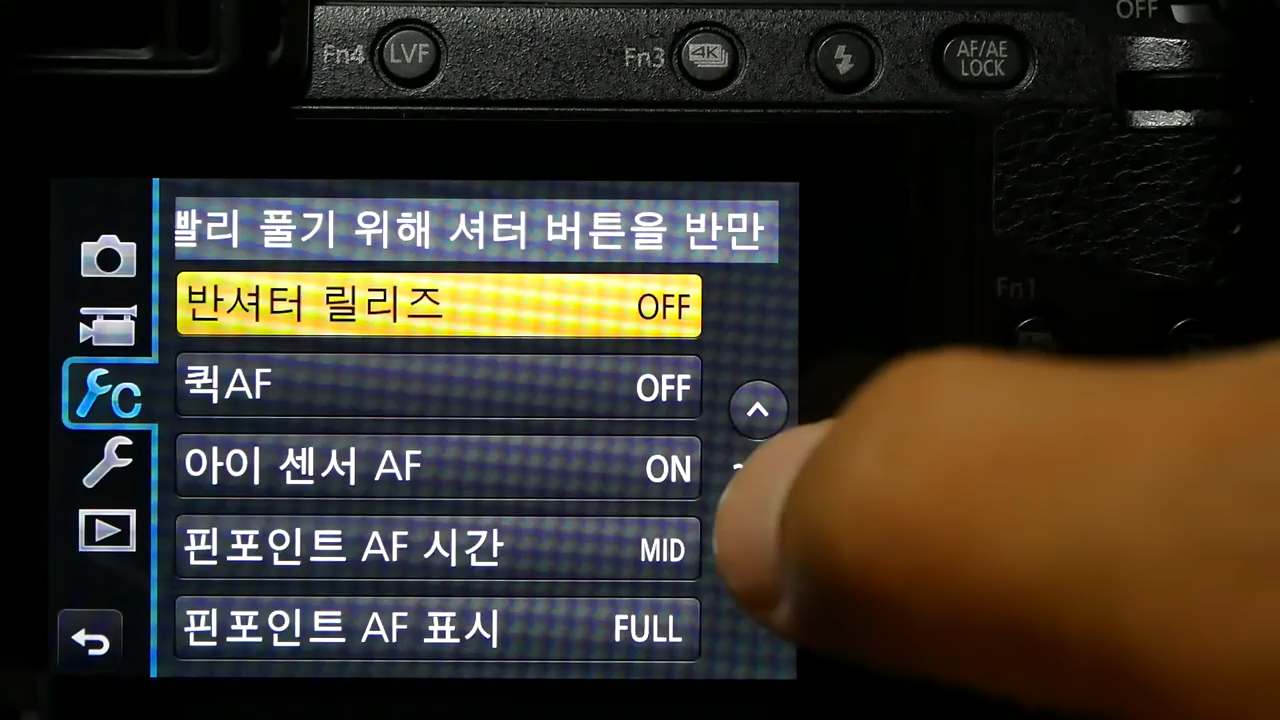 OFF
Fn4 LVF Fn3 4K AF/AE LOCK
Fn1
빨리 풀기 위해 셔터 버튼을 반만
반셔터 릴리즈 OFF
퀵AF OFF
아이 센서 AF ON
핀포인트 AF 시간 MID
핀포인트 AF 표시 FULL
C